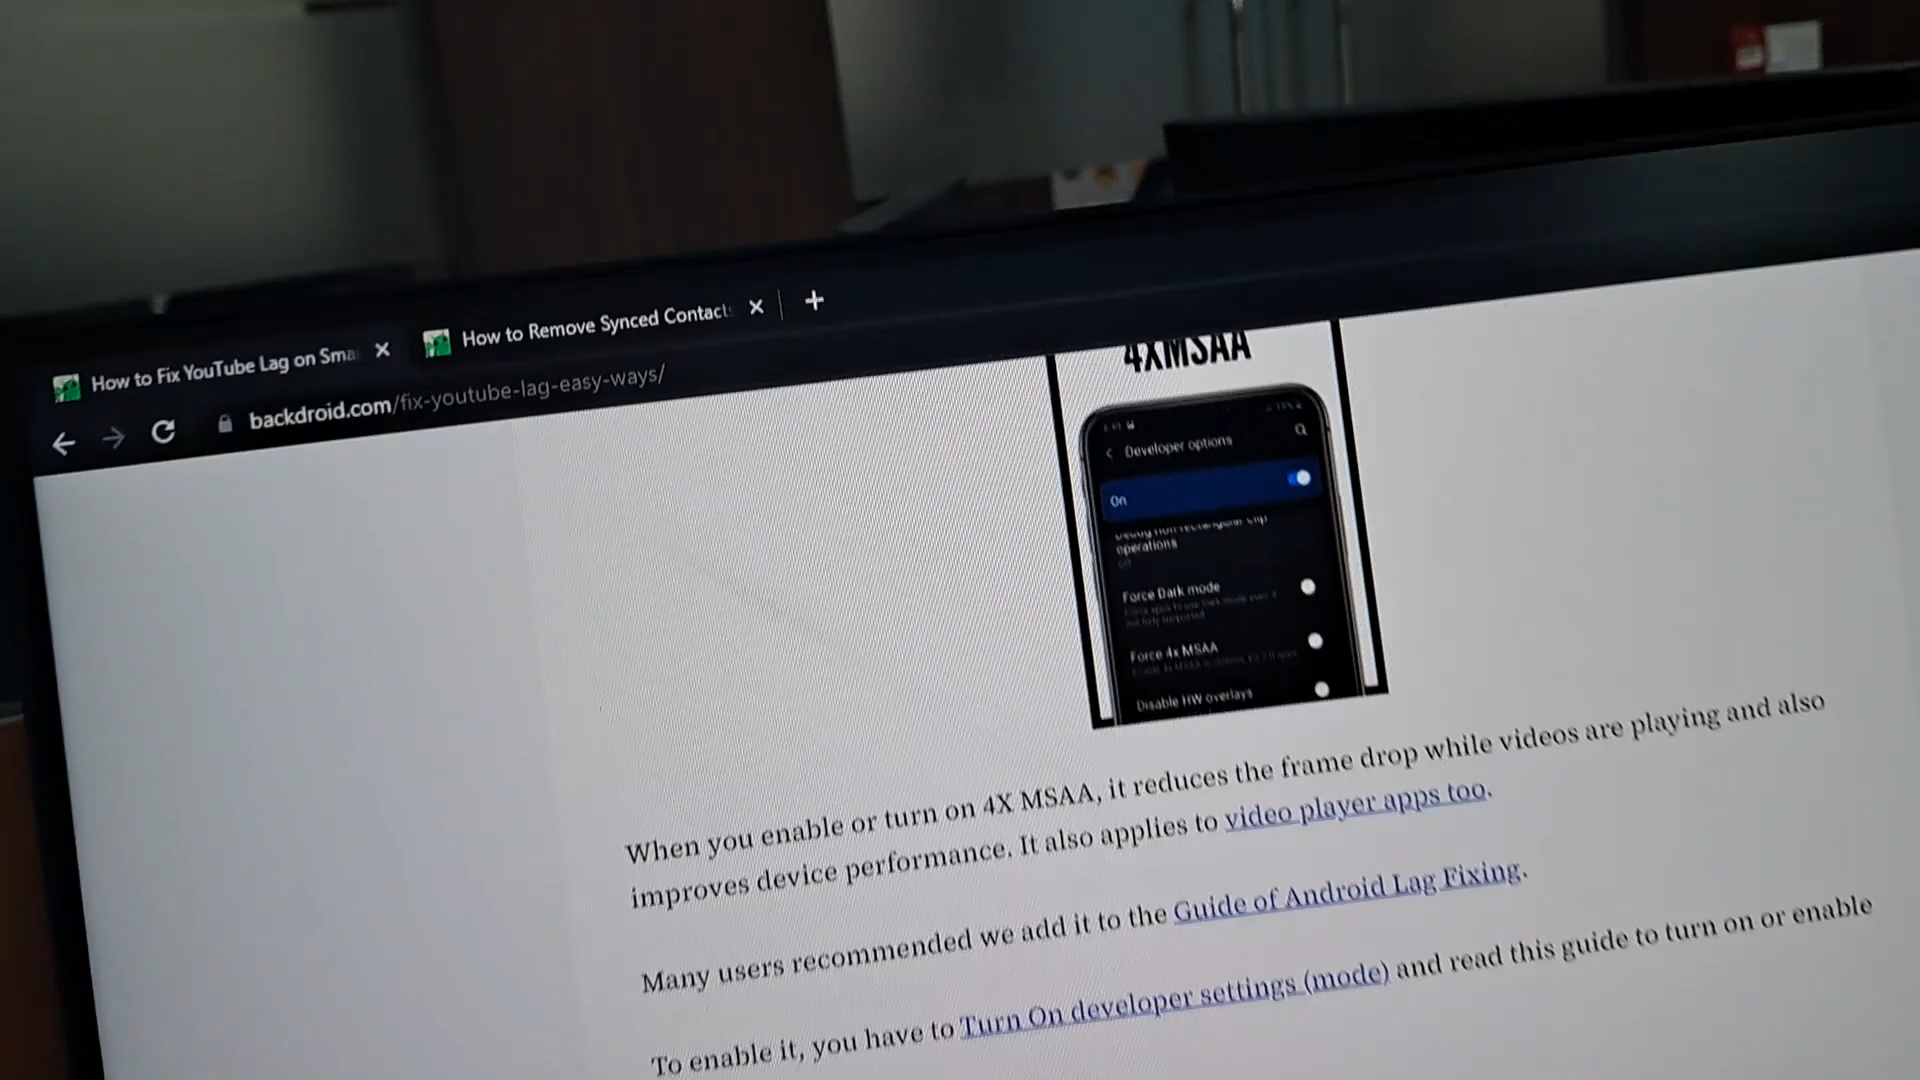 How to Fix YouTube Lag on Sma
How to Remove Synced Contact
backdroid.com/fix-youtube-lag-easy-ways/
4XMSAA
Developer options
On
operations
Force Dark mode
Force 4x MSAA
Disable HW overlays
When you enable or turn on 4X MSAA, it reduces the frame drop while videos are playing and also
improves device performance. It also applies to video player apps too.
Many users recommended we add it to the Guide of Android Lag Fixing.
To enable it, you have to Turn On developer settings (mode) and read this guide to turn on or enable